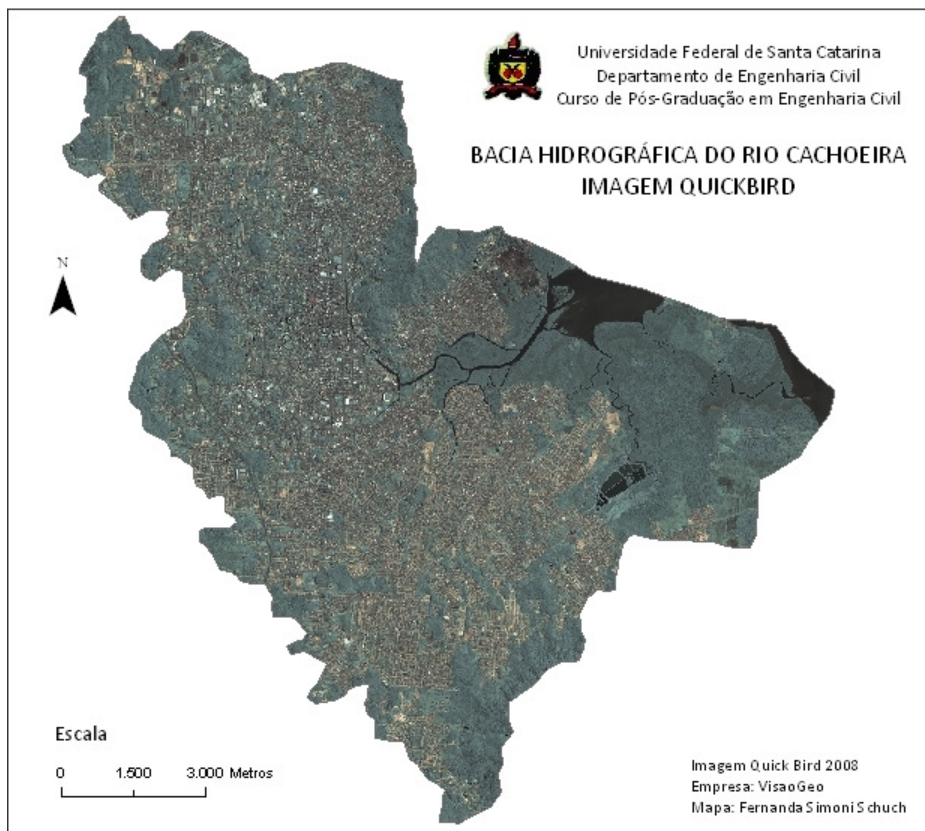 Universidade Federal de Santa Catarina
Departamento de Engenharia Civil
Curso de Pós-Graduação em Engenharia Civil
BACIA HIDROGRÁFICA DO RIO CACHOEIRA
IMAGEM QUICKBIRD
N
Escala
0 1.500 3.000 Metros
Imagem Quick Bird 2008
Empresa: VisaoGeo
Mapa: Fernanda Simoni Schuch